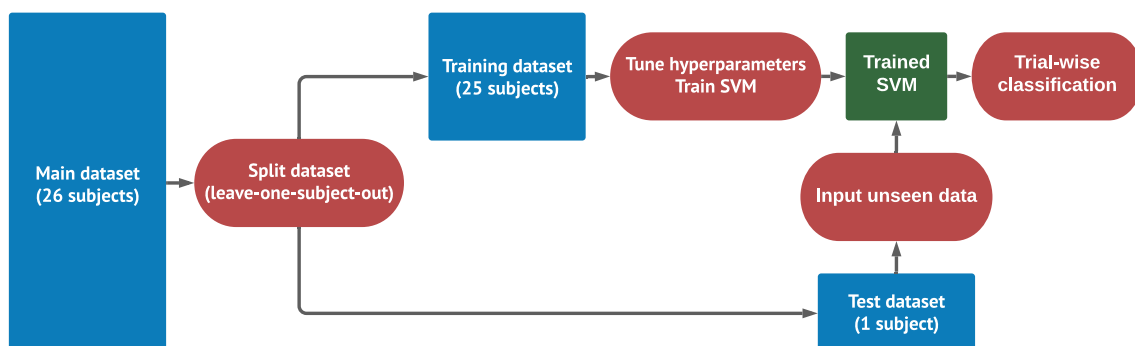 Main dataset
(26 subjects)
Split dataset
(leave-one-subject-out)
Training dataset
(25 subjects)
Tune hyperparameters
Train SVM
Trained
SVM
Trial-wise
classification
Input unseen data
Test dataset
(1 subject)